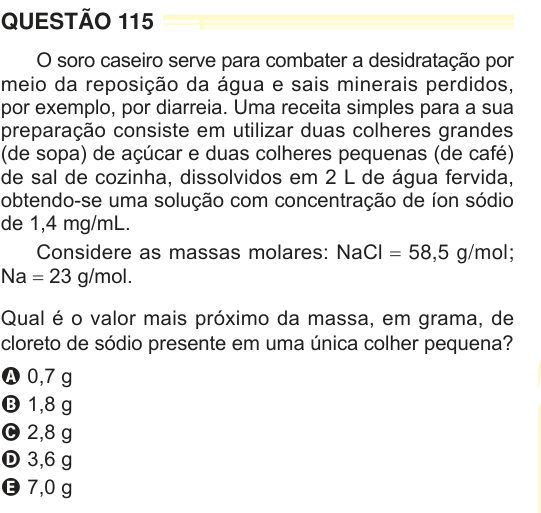 QUESTÃO 115
O soro caseiro serve para combater a desidratação por
meio da reposição da água e sais minerais perdidos,
por exemplo, por diarreia. Uma receita simples para a sua
preparação consiste em utilizar duas colheres grandes
(de sopa) de açúcar e duas colheres pequenas (de café)
de sal de cozinha, dissolvidos em 2 L de água fervida,
obtendo-se uma solução com concentração de íon sódio
de 1,4 mg/mL.
Considere as massas molares: NaCl = 58,5 g/mol;
Na = 23 g/mol.
Qual é o valor mais próximo da massa, em grama, de
cloreto de sódio presente em uma única colher pequena?
A 0,7 g
B 1,8 g
C 2,8 g
D 3,6 g
E 7,0 g